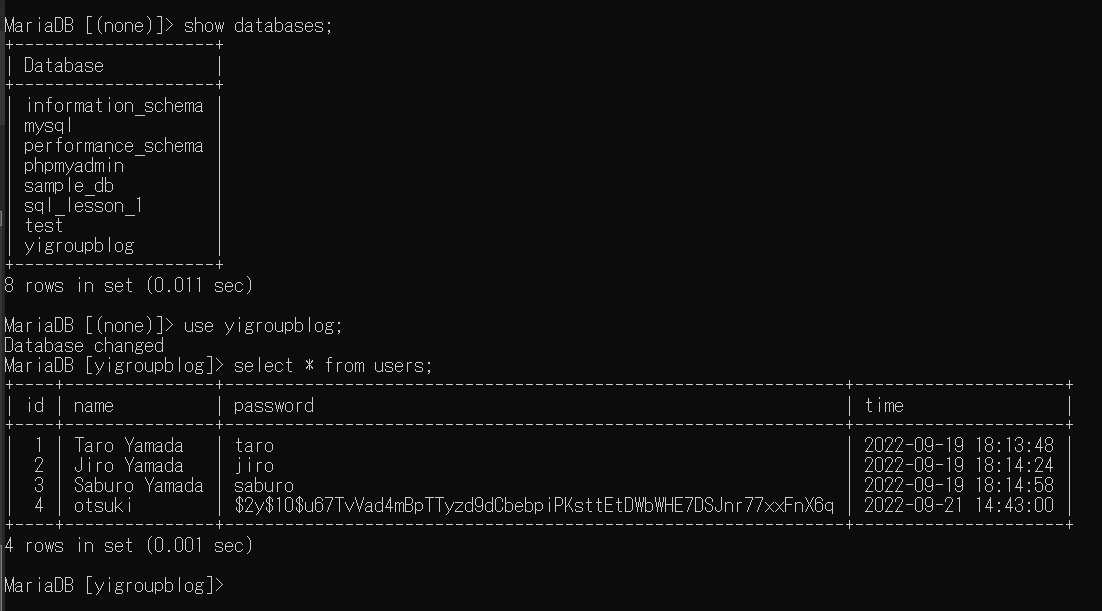 MariaDB [(none)]> show databases;
+--------------------+
| Database           |
+--------------------+
| information_schema |
| mysql              |
| performance_schema |
| phpmyadmin         |
| sample_db          |
| sql_lesson_1       |
| test               |
| yigroupblog        |
+--------------------+
8 rows in set (0.011 sec)
MariaDB [(none)]> use yigroupblog;
Database changed
MariaDB [yigroupblog]> select * from users;
+----+---------------+--------------------------------------------------------------+---------------------+
| id | name          | password                                                     | time                |
+----+---------------+--------------------------------------------------------------+---------------------+
|  1 | Taro Yamada   | taro                                                         | 2022-09-19 18:13:48 |
|  2 | Jiro Yamada   | jiro                                                         | 2022-09-19 18:14:24 |
|  3 | Saburo Yamada | saburo                                                       | 2022-09-19 18:14:58 |
|  4 | otsuki        | $2y$10$u67TvVad4mBpTTyzd9dCbebpiPKsttEtDWbWHE7DSJnr77xxFnX6q | 2022-09-21 14:43:00 |
+----+---------------+--------------------------------------------------------------+---------------------+
4 rows in set (0.001 sec)
MariaDB [yigroupblog]>